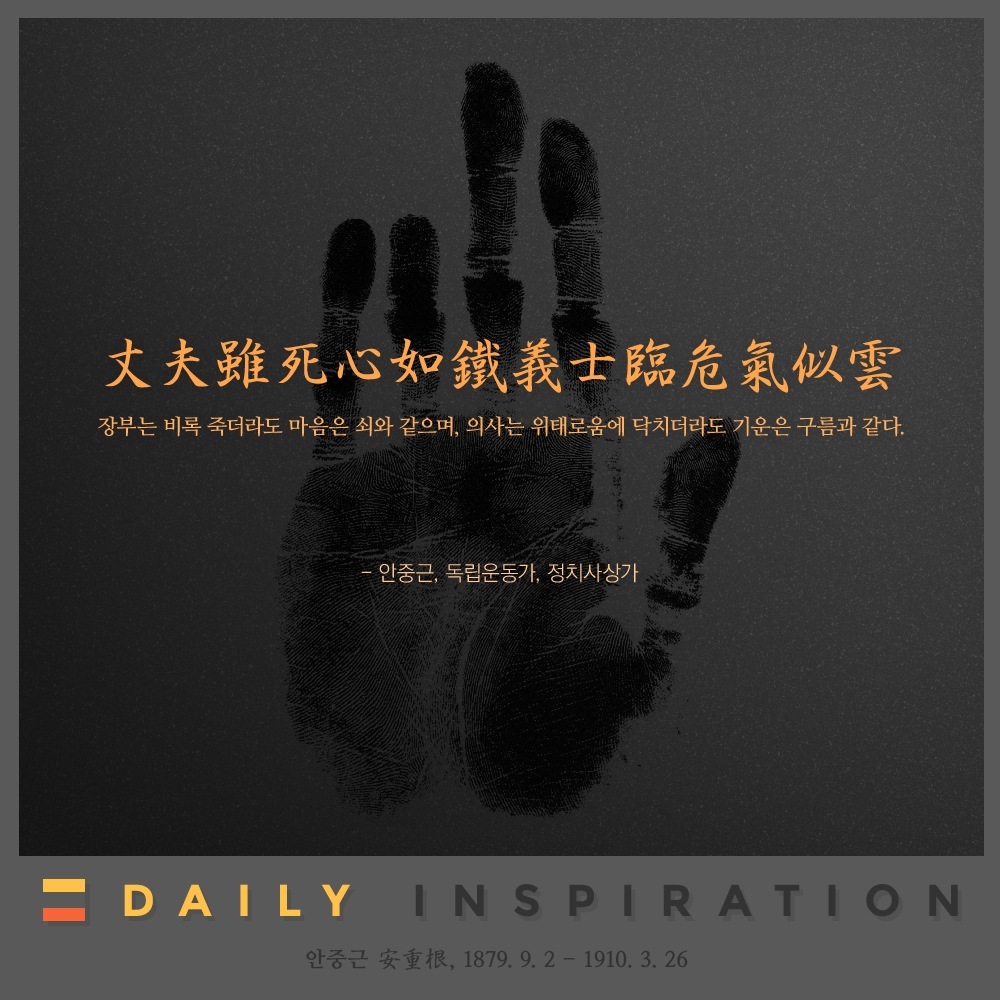 丈夫雖死心如鐵義士臨危氣似雲
장부는 비록 죽더라도 마음은 쇠와 같으며, 의사는 위태로움에 닥치더라도 기운은 구름과 같다.
– 안중근, 독립운동가, 정치사상가
DAILY INSPIRATION
안중근 安重根, 1879. 9. 2 – 1910. 3. 26